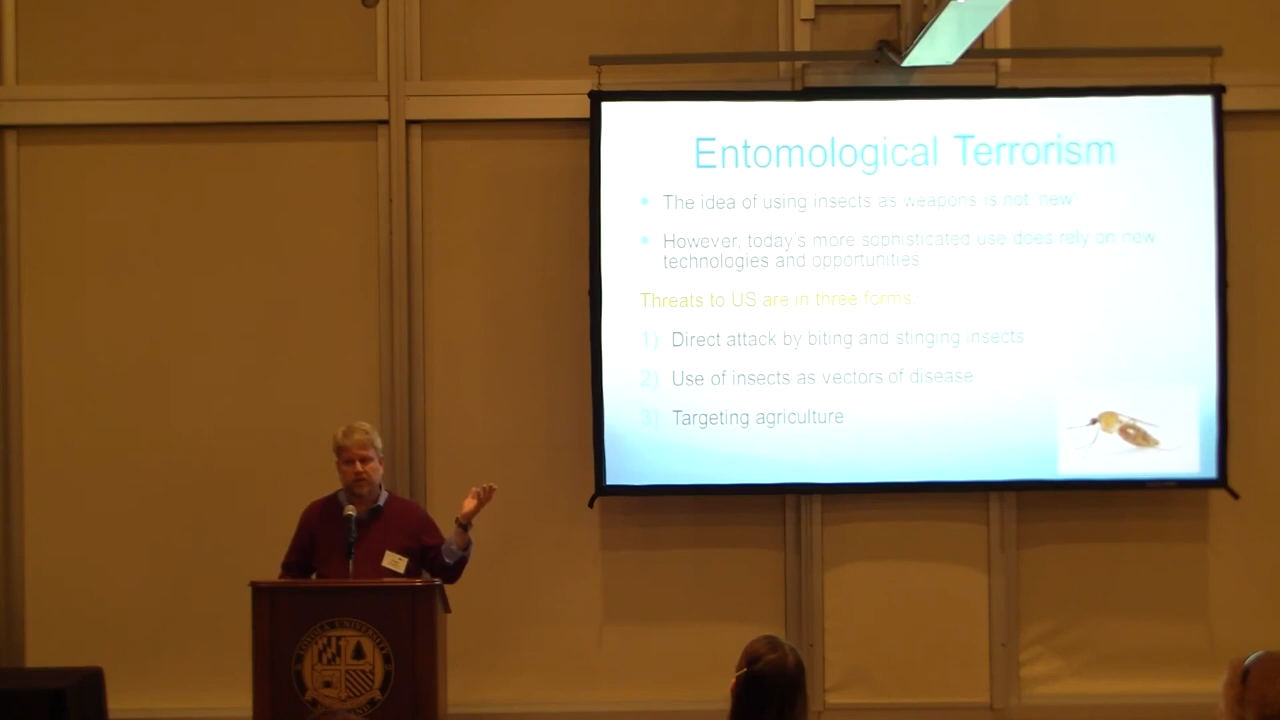 Entomological Terrorism
• The idea of using insects as weapons is not 'new'
• However, today's more sophisticated use does rely on new
technologies and opportunities
Threats to US are in three forms:
1) Direct attack by biting and stinging insects
2) Use of insects as vectors of disease
3) Targeting agriculture
LOYOLA UNIVERSITY